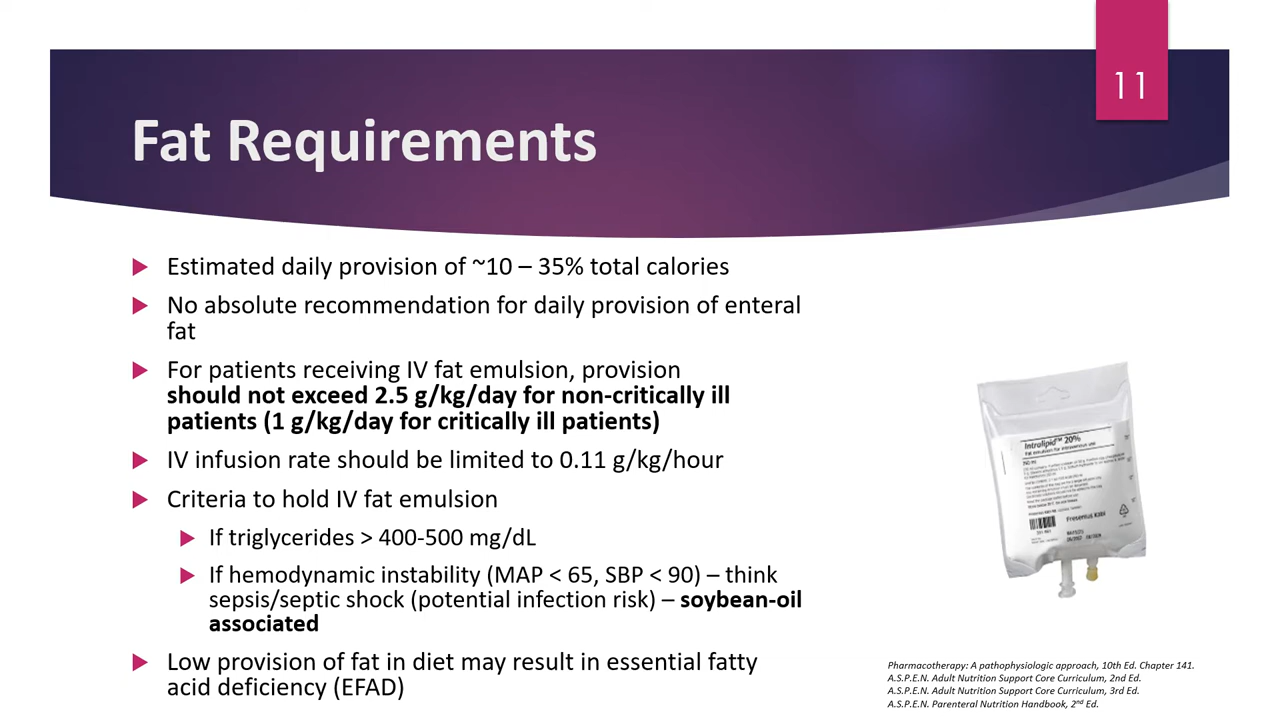 11
Fat Requirements
Estimated daily provision of ~10 – 35% total calories
No absolute recommendation for daily provision of enteral
fat
For patients receiving IV fat emulsion, provision
should not exceed 2.5 g/kg/day for non-critically ill
patients (1 g/kg/day for critically ill patients)
IV infusion rate should be limited to 0.11 g/kg/hour
Criteria to hold IV fat emulsion
If triglycerides > 400-500 mg/dL
If hemodynamic instability (MAP < 65, SBP < 90) – think
sepsis/septic shock (potential infection risk) – soybean-oil
associated
Low provision of fat in diet may result in essential fatty
acid deficiency (EFAD)
Intralipid™ 20%
Fat emulsion for intravenous use
Fresenius Kabi
Pharmacotherapy: A pathophysiologic approach, 10th Ed. Chapter 141.
A.S.P.E.N. Adult Nutrition Support Core Curriculum, 2nd Ed.
A.S.P.E.N. Adult Nutrition Support Core Curriculum, 3rd Ed.
A.S.P.E.N. Parenteral Nutrition Handbook, 2nd Ed.